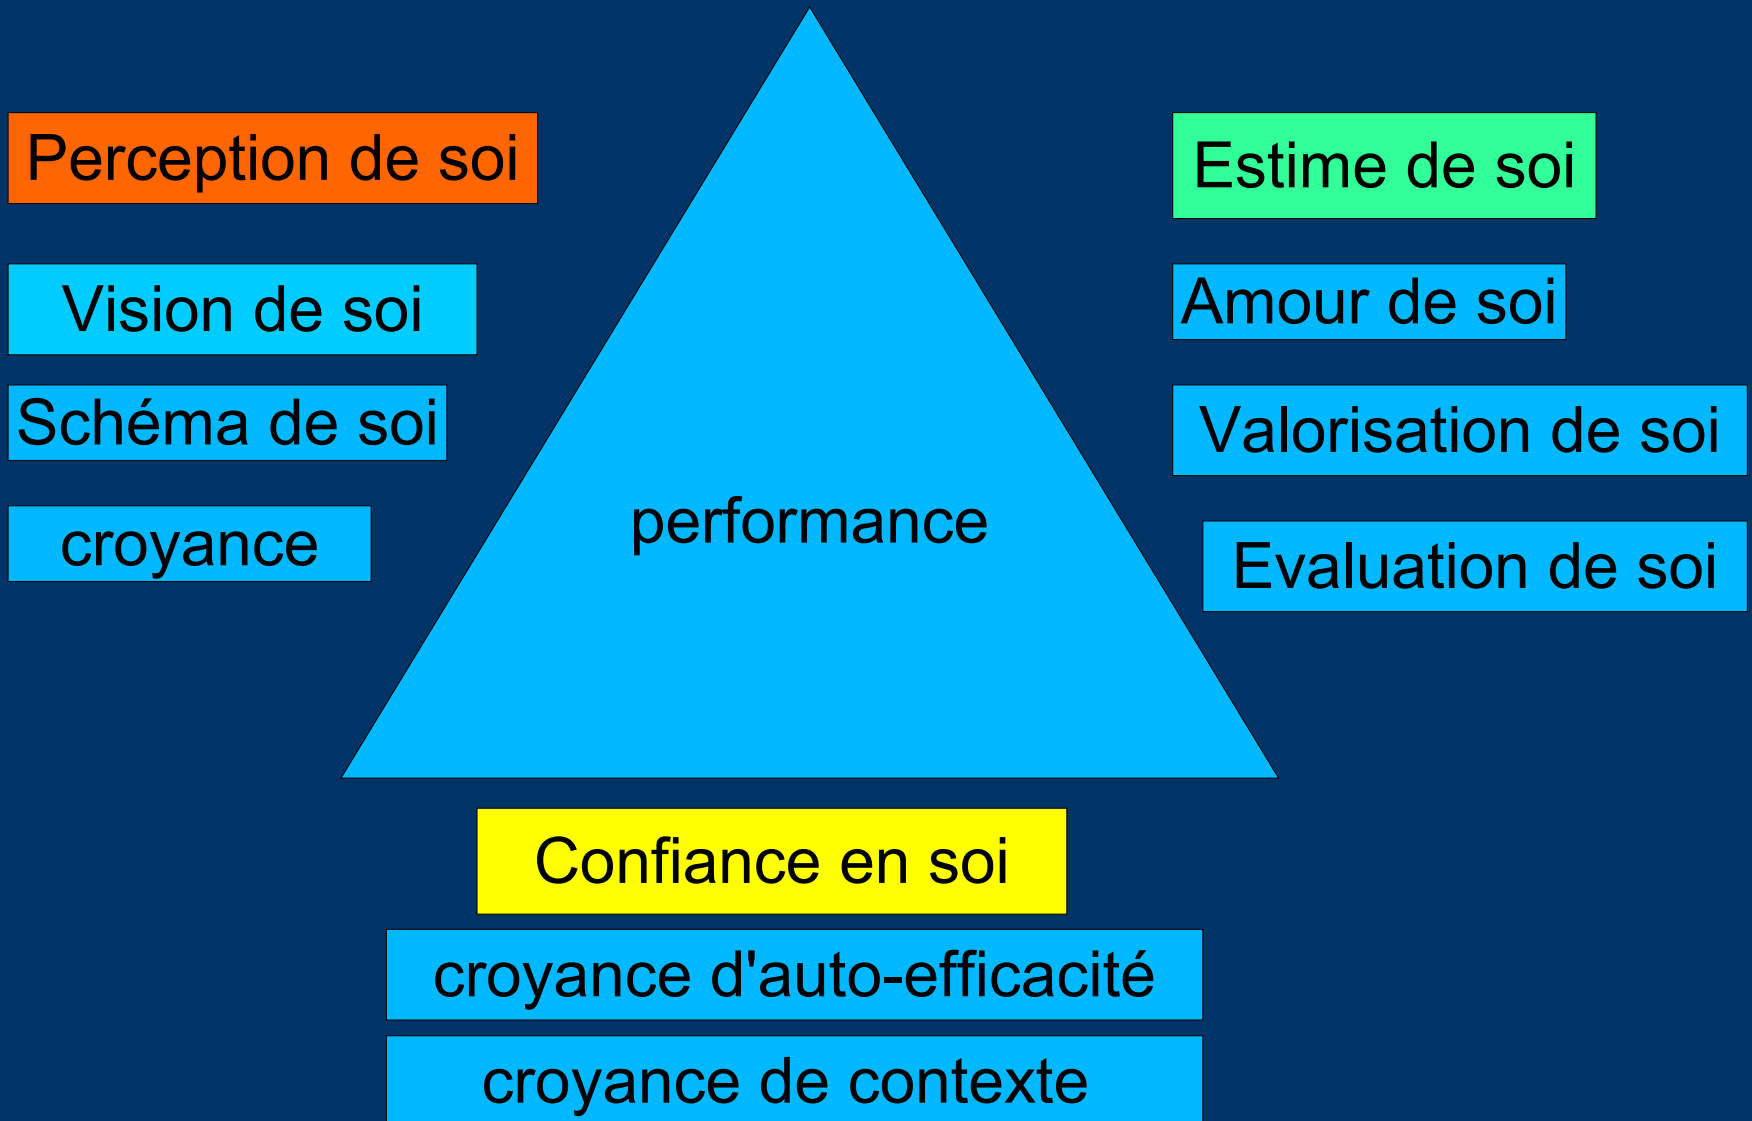 Perception de soi
Vision de soi
Schéma de soi
croyance
performance
Estime de soi
Amour de soi
Valorisation de soi
Evaluation de soi
Confiance en soi
croyance d'auto-efficacité
croyance de contexte